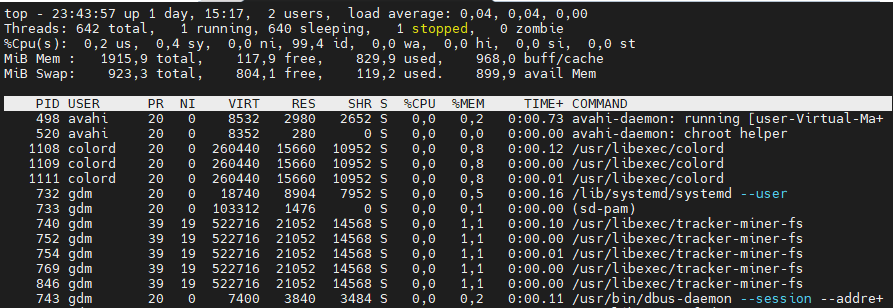 top - 23:43:57 up 1 day, 15:17,  2 users,  load average: 0,04, 0,04, 0,00
Threads: 642 total,   1 running, 640 sleeping,   1 stopped,   0 zombie
%Cpu(s):  0,2 us,  0,4 sy,  0,0 ni, 99,4 id,  0,0 wa,  0,0 hi,  0,0 si,  0,0 st
MiB Mem :   1915,9 total,    117,9 free,    829,9 used,    968,0 buff/cache
MiB Swap:    923,3 total,    804,1 free,    119,2 used.    899,9 avail Mem
PID USER      PR  NI    VIRT    RES    SHR S  %CPU  %MEM     TIME+ COMMAND
498 avahi     20   0    8532   2980   2652 S   0,0   0,2   0:00.73 avahi-daemon: running [user-Virtual-Ma+
520 avahi     20   0    8352    280      0 S   0,0   0,0   0:00.00 avahi-daemon: chroot helper
1108 colord    20   0  260440  15660  10952 S   0,0   0,8   0:00.12 /usr/libexec/colord
1109 colord    20   0  260440  15660  10952 S   0,0   0,8   0:00.00 /usr/libexec/colord
1111 colord    20   0  260440  15660  10952 S   0,0   0,8   0:00.01 /usr/libexec/colord
732 gdm       20   0   18740   8904   7952 S   0,0   0,5   0:00.16 /lib/systemd/systemd --user
733 gdm       20   0  103312   1476      0 S   0,0   0,1   0:00.00 (sd-pam)
740 gdm       39  19  522716  21052  14568 S   0,0   1,1   0:00.10 /usr/libexec/tracker-miner-fs
752 gdm       39  19  522716  21052  14568 S   0,0   1,1   0:00.00 /usr/libexec/tracker-miner-fs
754 gdm       39  19  522716  21052  14568 S   0,0   1,1   0:00.01 /usr/libexec/tracker-miner-fs
769 gdm       39  19  522716  21052  14568 S   0,0   1,1   0:00.00 /usr/libexec/tracker-miner-fs
846 gdm       39  19  522716  21052  14568 S   0,0   1,1   0:00.00 /usr/libexec/tracker-miner-fs
743 gdm       20   0    7400   3840   3484 S   0,0   0,2   0:00.11 /usr/bin/dbus-daemon --session --addre+